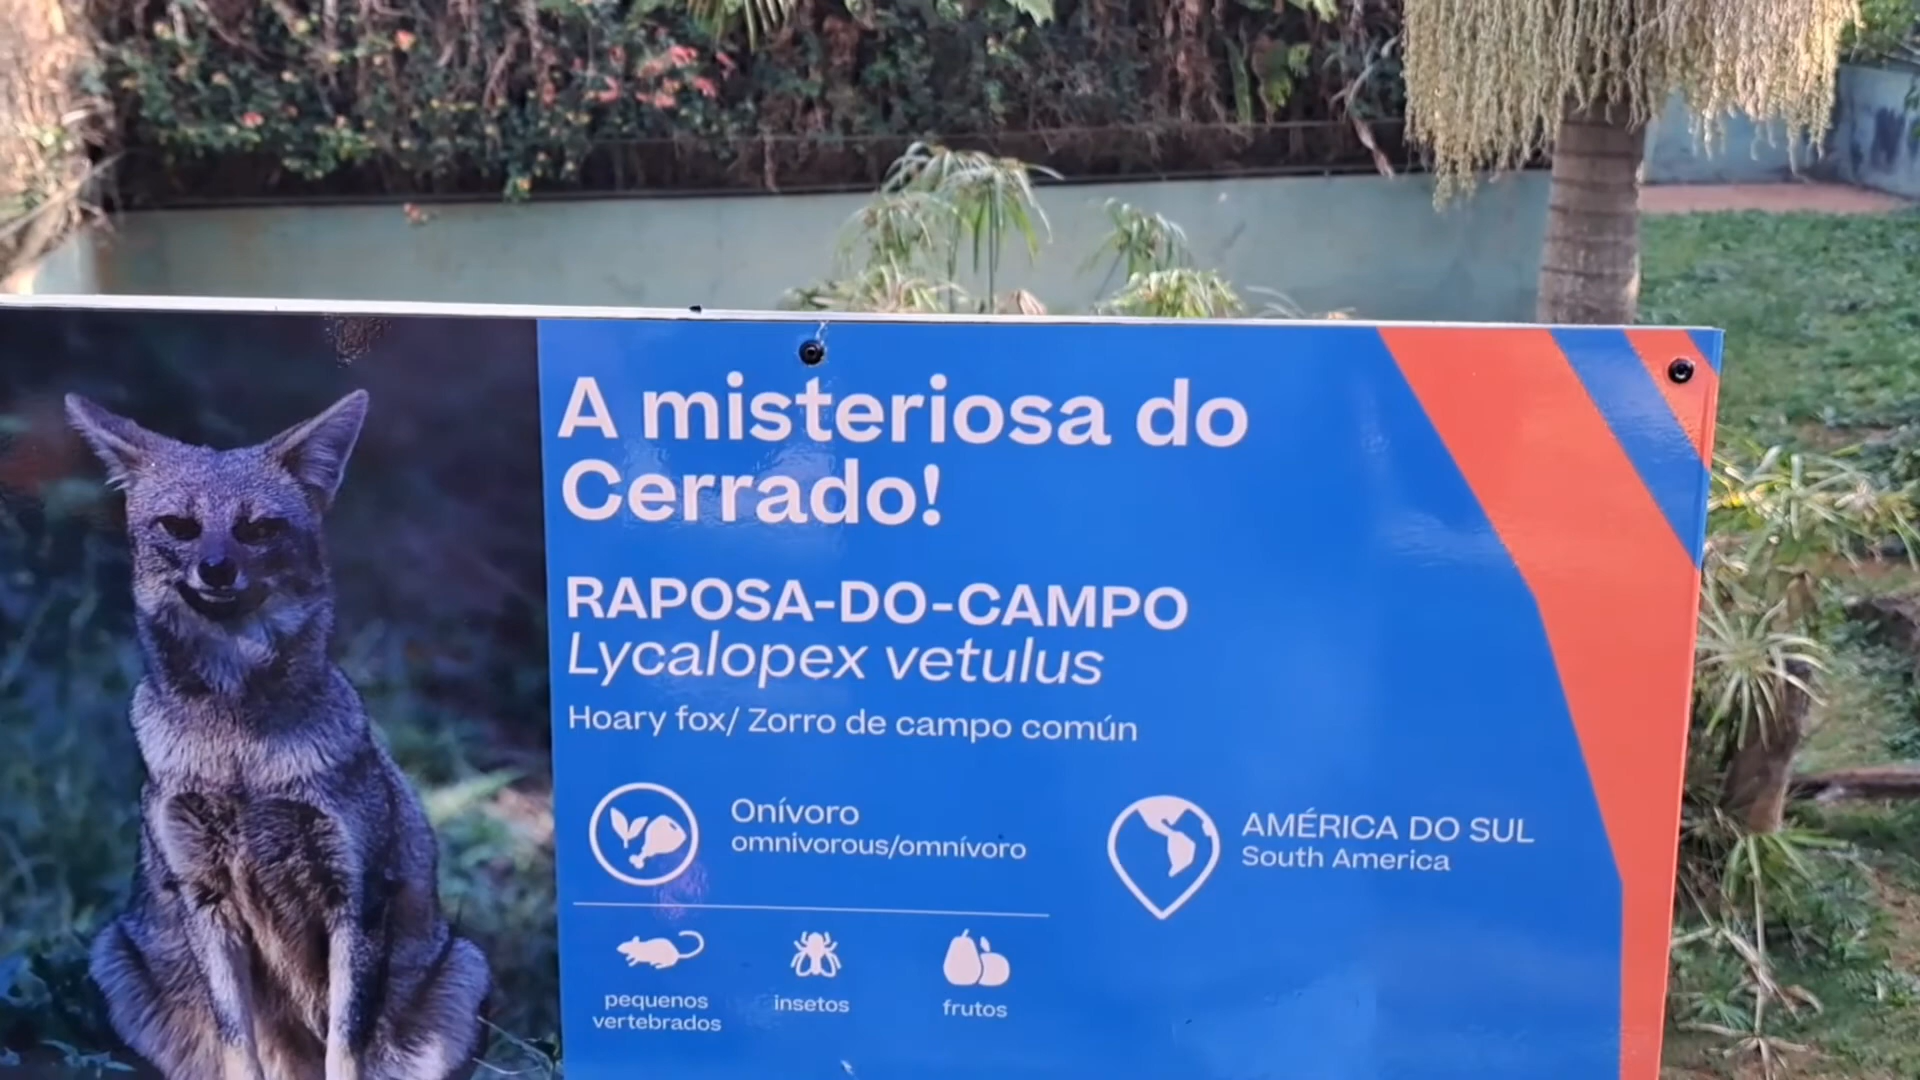 A misteriosa do
Cerrado!
RAPOSA-DO-CAMPO
Lycalopex vetulus
Hoary fox/ Zorro de campo común
Onívoro
omnivorous/omnívoro
AMÉRICA DO SUL
South America
pequenos
vertebrados
insetos
frutos